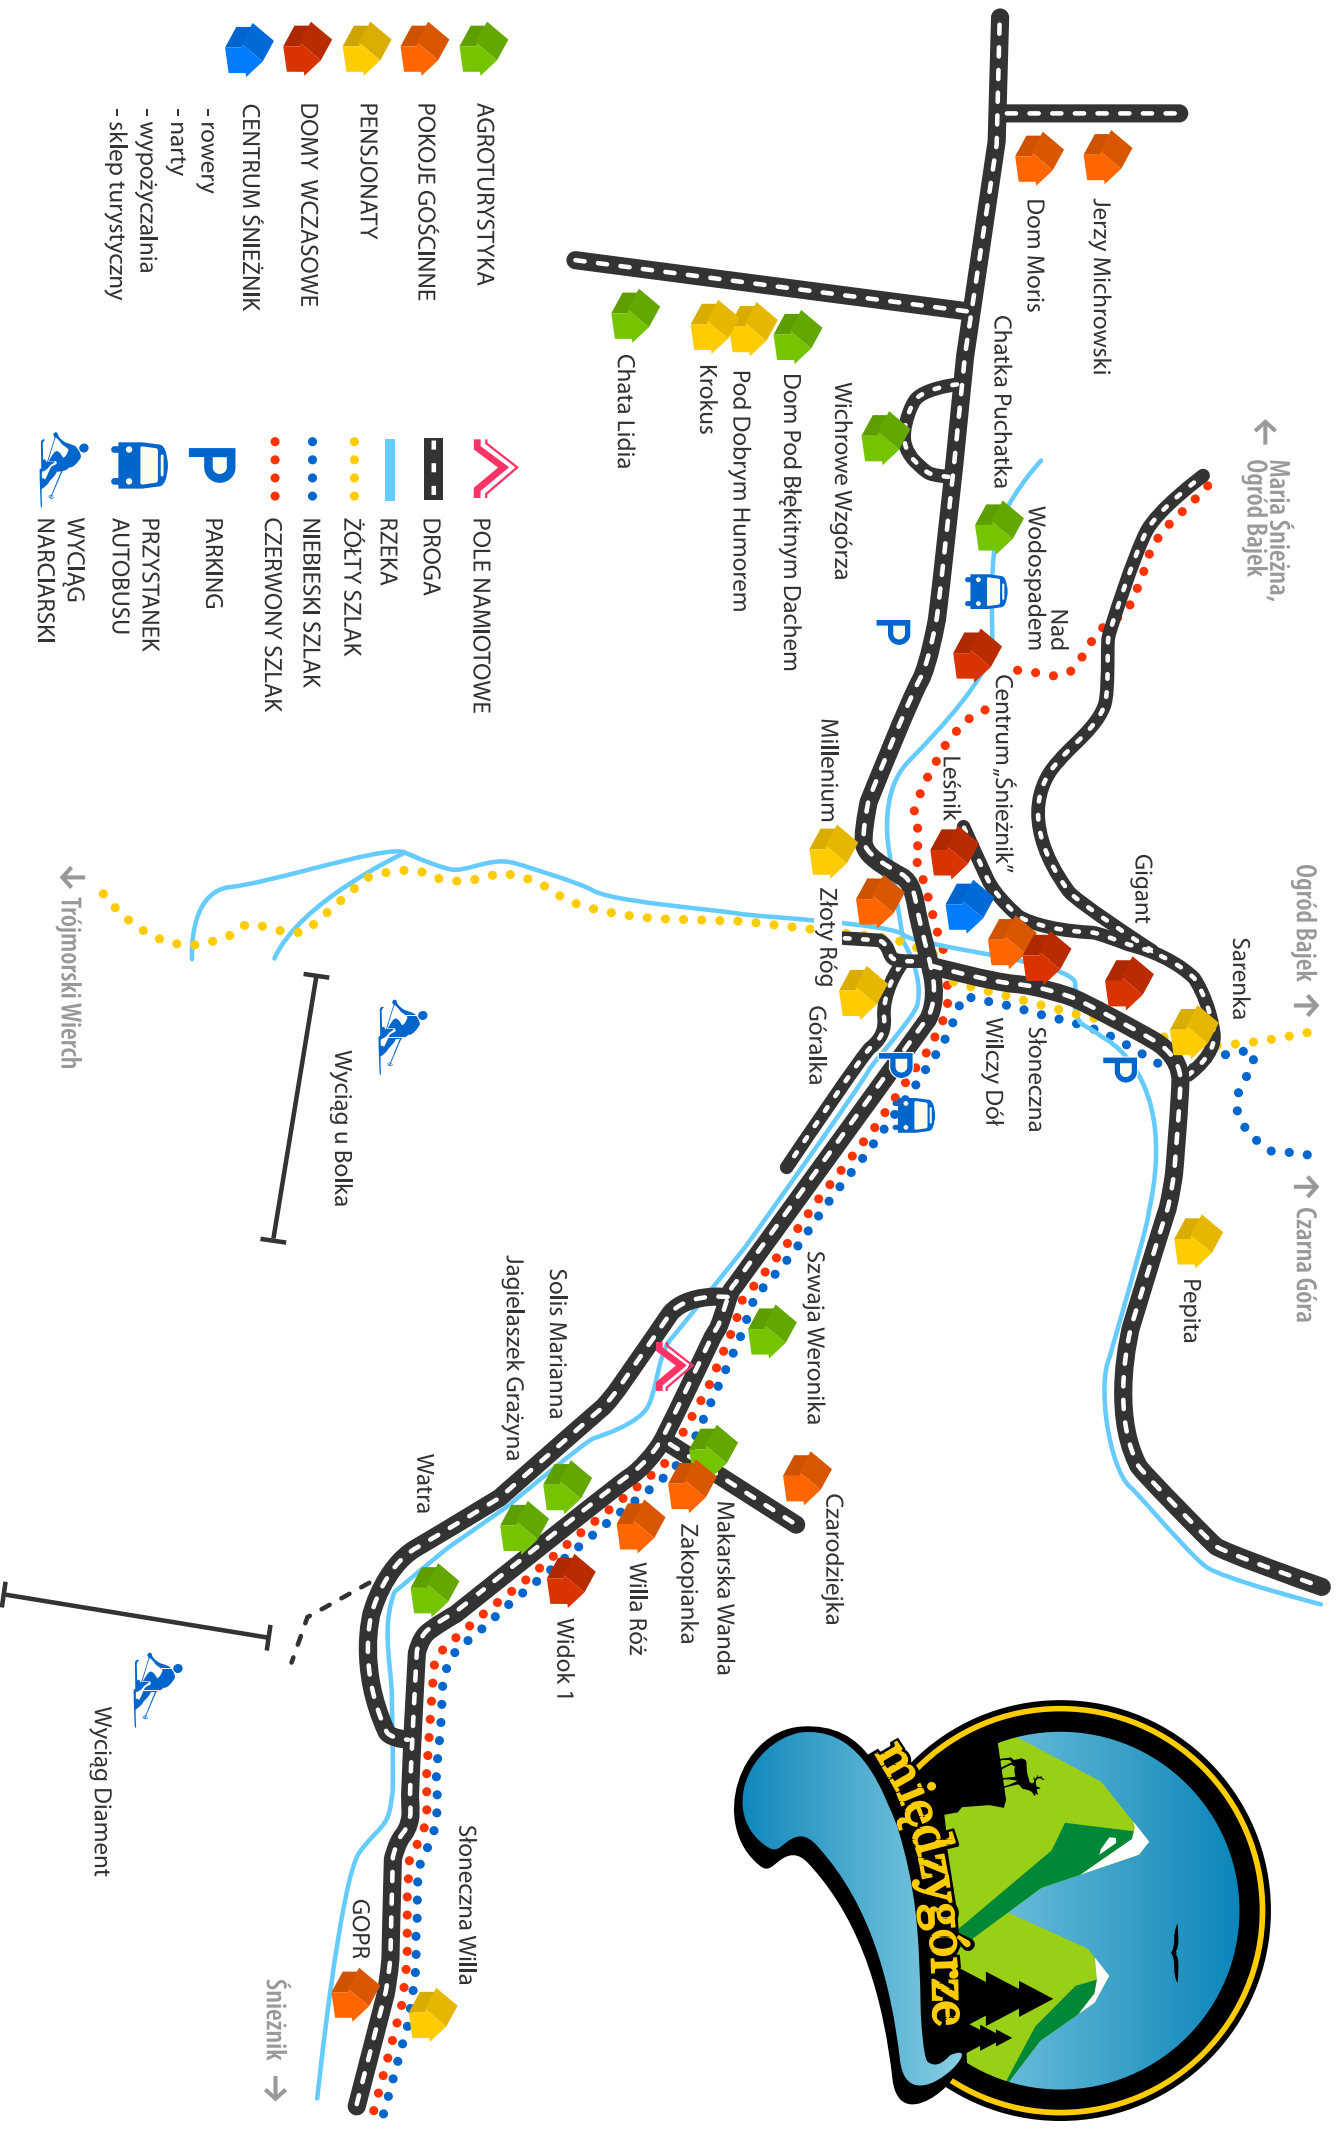 Maria Śnieżna,
Ogród Bajek
Ogród Bajek
Czarna Góra
Jerzy Michrowski
Dom Moris
Chatka Puchatka
Nad
Wodospadem
Centrum „Śnieżnik”
Leśnik
Gigant
Sarenka
Słoneczna
Wilczy Dół
Pepita
Wichrowe Wzgórza
Dom Pod Błękitnym Dachem
Pod Dobrym Humorem
Krokus
Chata Lidia
Millenium
Złoty Róg
Góralka
P
P
P
Szwaja Weronika
Czarodziejka
Makarska Wanda
Zakopianka
Willa Róż
Widok 1
Solis Marianna
Jagielaszek Grażyna
Watra
Słoneczna Willa
GOPR
Śnieżnik
Wyciąg u Bolka
Wyciąg Diament
Trójmorski Wierch
międzygórze
AGROTURYSTYKA
POKOJE GOŚCINNE
PENSJONATY
DOMY WCZASOWE
CENTRUM ŚNIEŻNIK
- rowery
- narty
- wypożyczalnia
- sklep turystyczny
POLE NAMIOTOWE
DROGA
RZEKA
ŻÓŁTY SZLAK
NIEBIESKI SZLAK
CZERWONY SZLAK
P PARKING
PRZYSTANEK
AUTOBUSU
WYCIĄG
NARCIARSKI